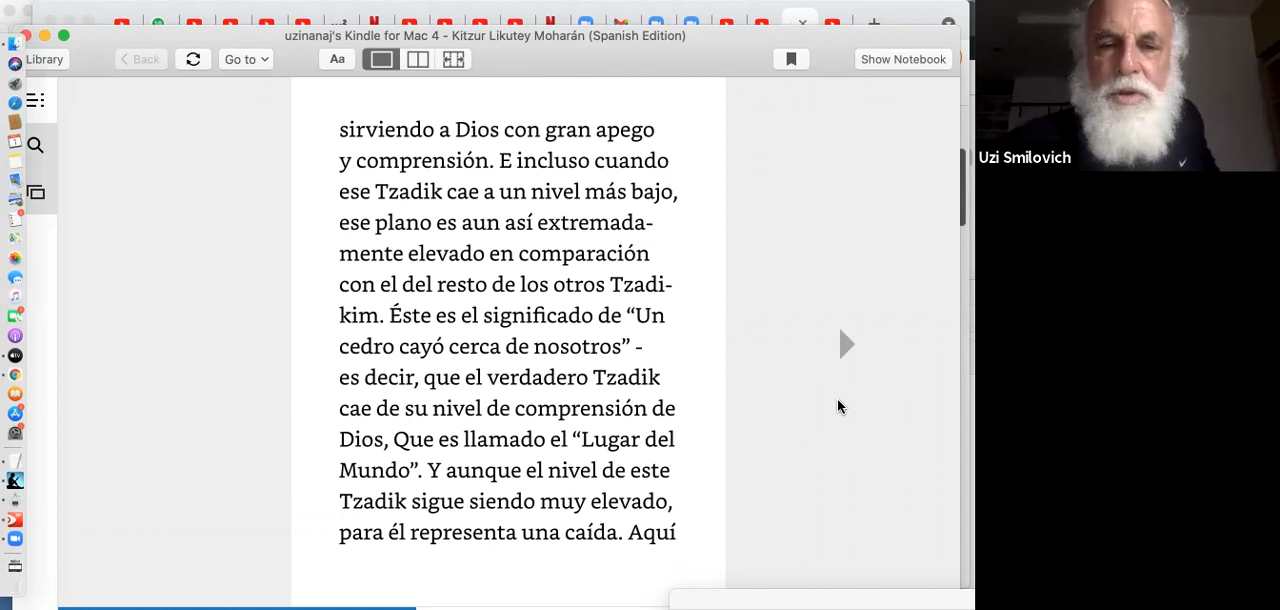 uzinanaj's Kindle for Mac 4 - Kitzur Likutey Moharán (Spanish Edition)
Library
Back
Go to
Aa
Show Notebook
sirviendo a Dios con gran apego
y comprensión. E incluso cuando
ese Tzadik cae a un nivel más bajo,
ese plano es aun así extremada-
mente elevado en comparación
con el del resto de los otros Tzadi-
kim. Éste es el significado de “Un
cedro cayó cerca de nosotros” -
es decir, que el verdadero Tzadik
cae de su nivel de comprensión de
Dios, Que es llamado el “Lugar del
Mundo”. Y aunque el nivel de este
Tzadik sigue siendo muy elevado,
para él representa una caída. Aquí
Uzi Smilovich